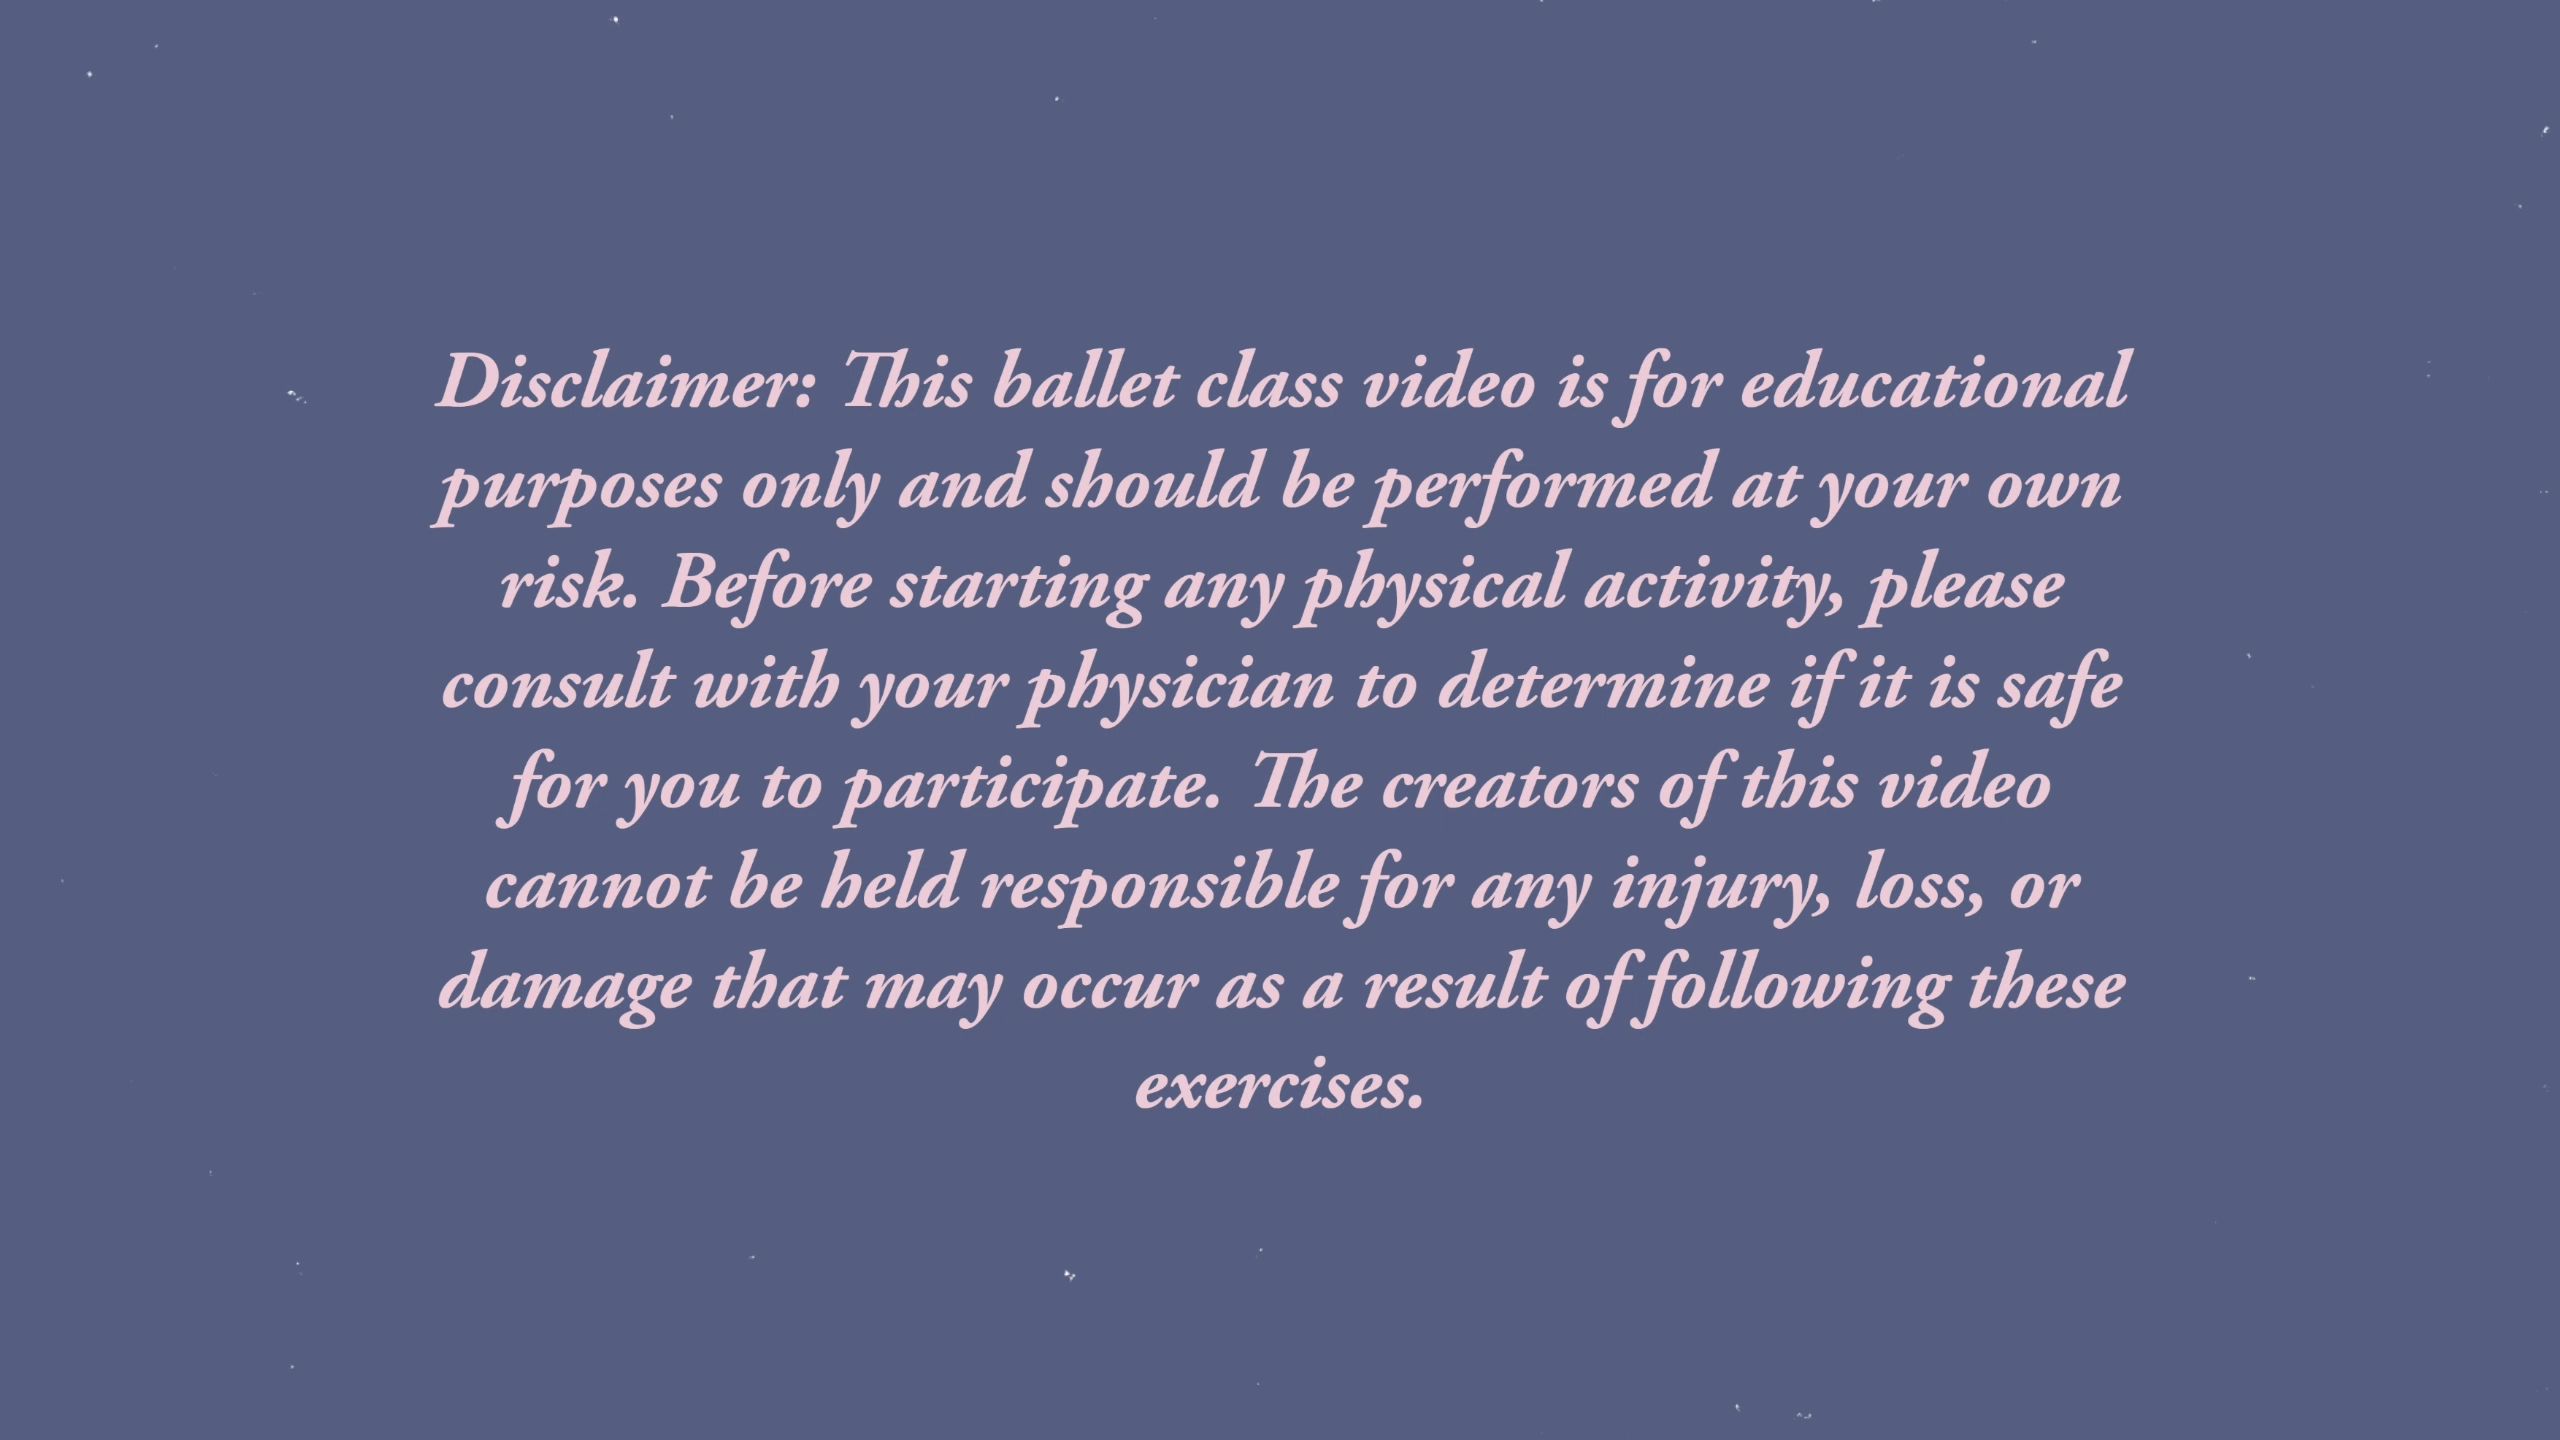 Disclaimer: This ballet class video is for educational
purposes only and should be performed at your own
risk. Before starting any physical activity, please
consult with your physician to determine if it is safe
for you to participate. The creators of this video
cannot be held responsible for any injury, loss, or
damage that may occur as a result of following these
exercises.